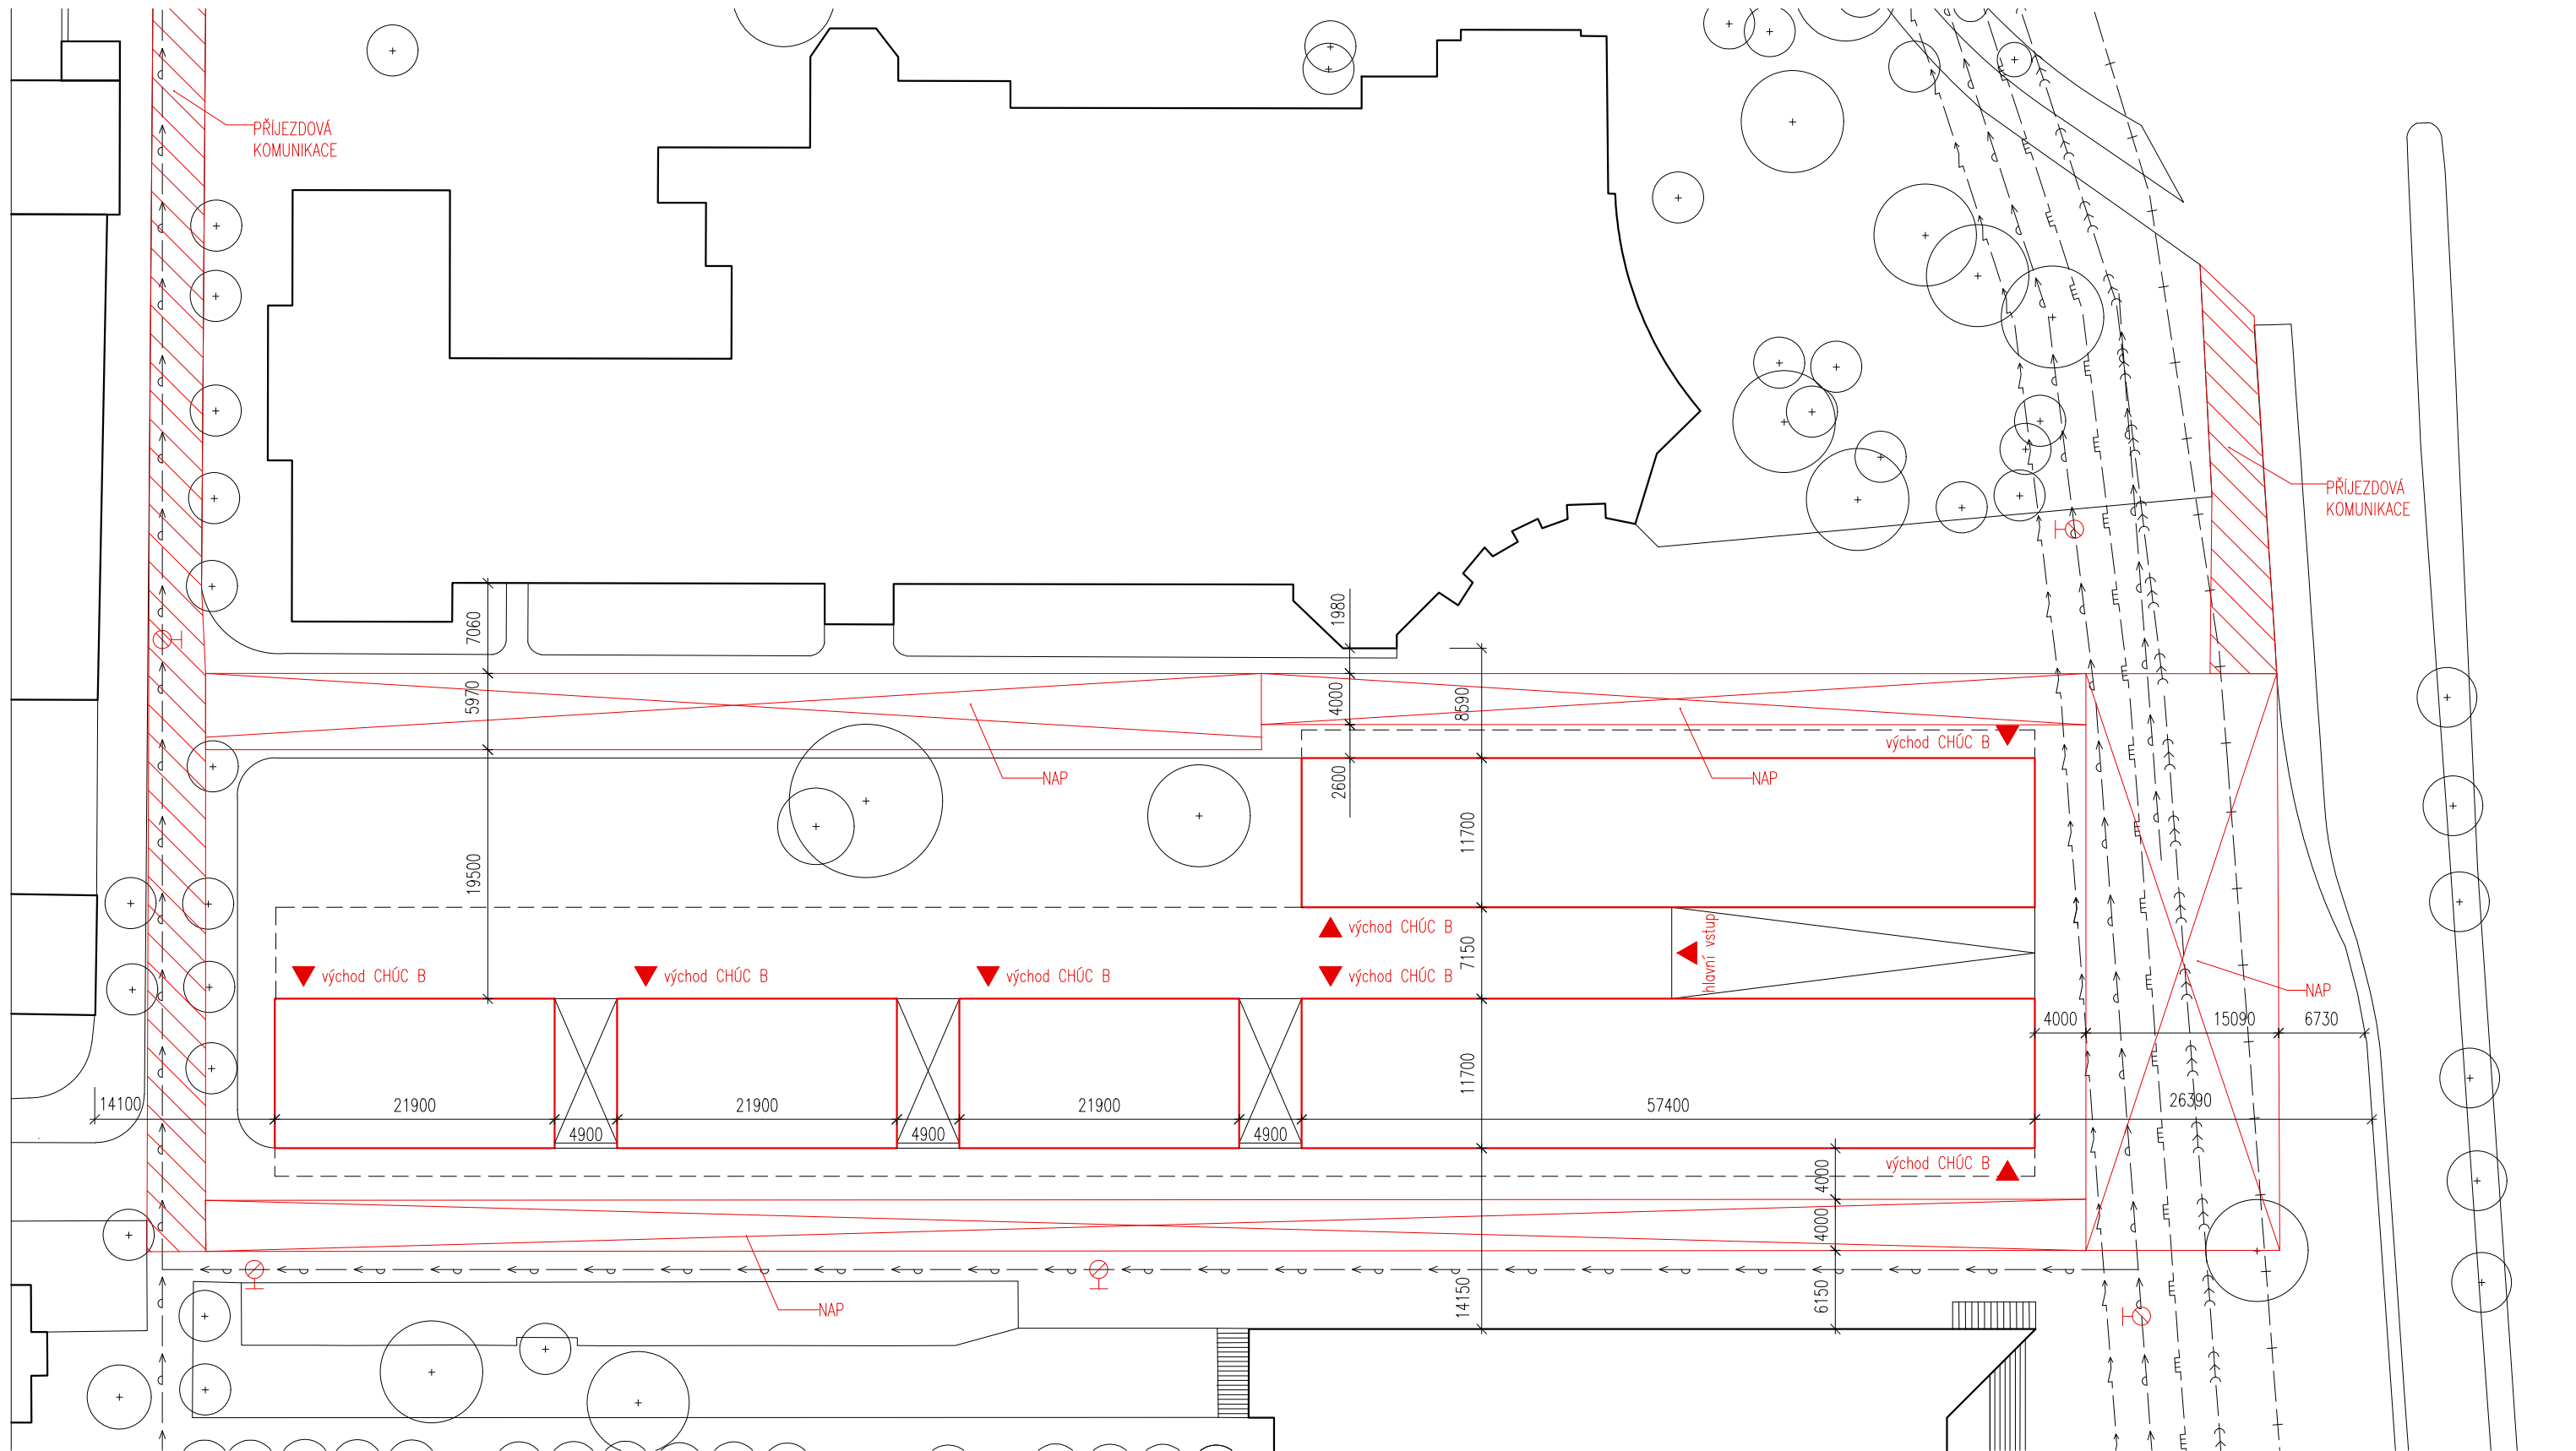 PŘÍJEZDOVÁ
KOMUNIKACE
PŘÍJEZDOVÁ
KOMUNIKACE
7060
1980
5970
4000
8590
NAP
NAP
východ CHÚC B
2600
11700
19500
východ CHÚC B
7150
hlavní vstup
východ CHÚC B
východ CHÚC B
východ CHÚC B
východ CHÚC B
NAP
4000
15090
6730
11700
14100
21900
21900
21900
57400
26390
4900
4900
4900
východ CHÚC B
4000
4000
NAP
14150
6150